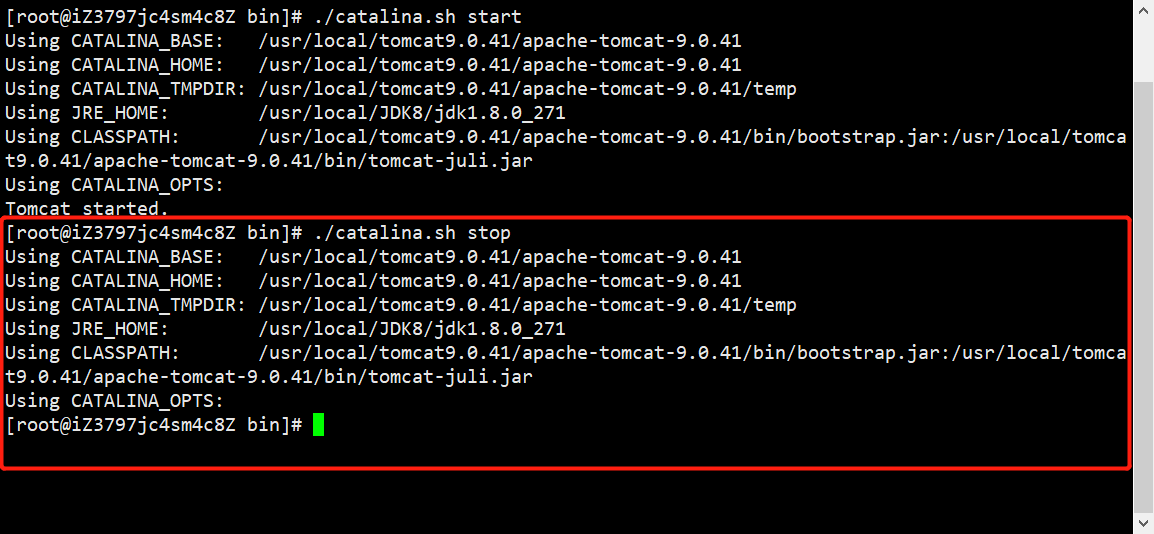 [root@iZ3797jc4sm4c8Z bin]# ./catalina.sh start
Using CATALINA_BASE:   /usr/local/tomcat9.0.41/apache-tomcat-9.0.41
Using CATALINA_HOME:   /usr/local/tomcat9.0.41/apache-tomcat-9.0.41
Using CATALINA_TMPDIR: /usr/local/tomcat9.0.41/apache-tomcat-9.0.41/temp
Using JRE_HOME:        /usr/local/JDK8/jdk1.8.0_271
Using CLASSPATH:       /usr/local/tomcat9.0.41/apache-tomcat-9.0.41/bin/bootstrap.jar:/usr/local/tomca
t9.0.41/apache-tomcat-9.0.41/bin/tomcat-juli.jar
Using CATALINA_OPTS:
Tomcat started.
[root@iZ3797jc4sm4c8Z bin]# ./catalina.sh stop
Using CATALINA_BASE:   /usr/local/tomcat9.0.41/apache-tomcat-9.0.41
Using CATALINA_HOME:   /usr/local/tomcat9.0.41/apache-tomcat-9.0.41
Using CATALINA_TMPDIR: /usr/local/tomcat9.0.41/apache-tomcat-9.0.41/temp
Using JRE_HOME:        /usr/local/JDK8/jdk1.8.0_271
Using CLASSPATH:       /usr/local/tomcat9.0.41/apache-tomcat-9.0.41/bin/bootstrap.jar:/usr/local/tomca
t9.0.41/apache-tomcat-9.0.41/bin/tomcat-juli.jar
Using CATALINA_OPTS:
[root@iZ3797jc4sm4c8Z bin]#